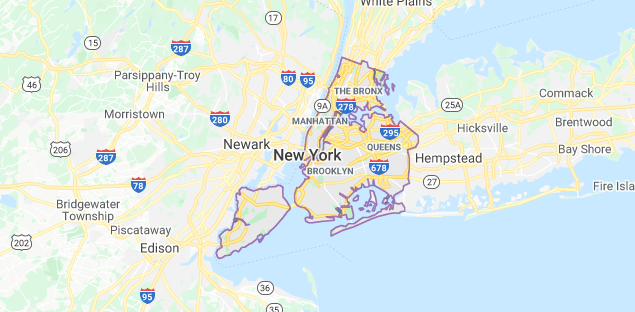 White Plains
17
15
287
Parsippany-Troy
Hills
80
95
THE BRONX
46
9A
278
25A
Commack
Morristown
280
MANHATTAN
295
Hicksville
Brentwood
206
Newark
New York
QUEENS
Hempstead
Bay Shore
287
78
BROOKLYN
678
27
Fire Isla
Bridgewater
Township
202
Piscataway
Edison
95
36
35